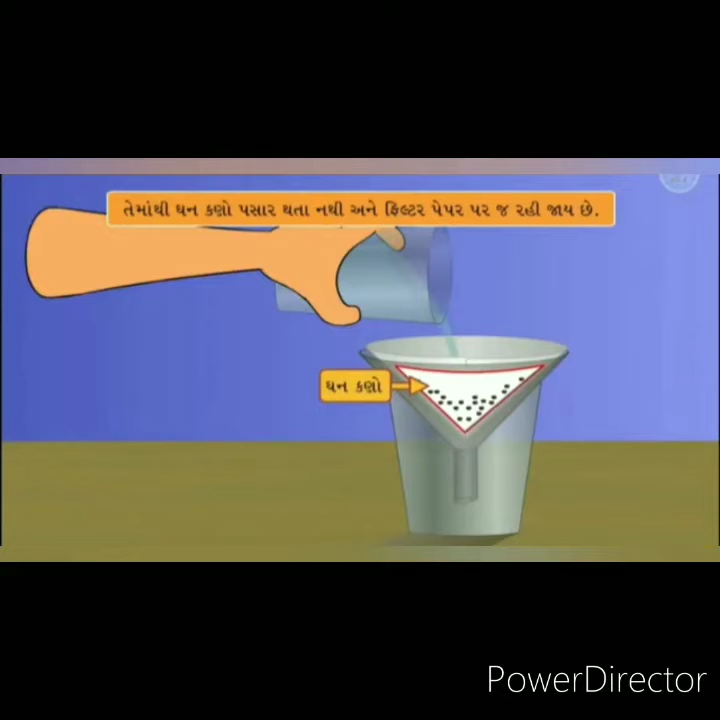 તેમાંથી ઘન કણો પસાર થતા નથી અને ફિલ્ટર પેપર પર જ રહી જાય છે.
ઘન કણો
PowerDirector